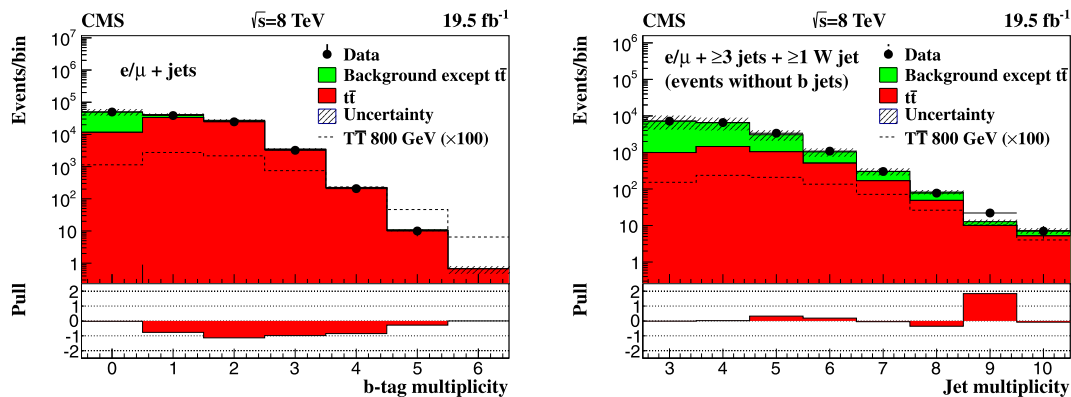 CMS √s=8 TeV 19.5 fb⁻¹
Events/bin
10⁷
10⁵
10⁴
10³
10²
10
1
e/μ + jets
Data
Background except tt̄
tt̄
Uncertainty
TT̄ 800 GeV (×100)
Pull
2
1
0
-1
-2
0 1 2 3 4 5 6
b-tag multiplicity
CMS √s=8 TeV 19.5 fb⁻¹
Events/bin
10⁶
10⁴
10³
10²
10
1
e/μ + ≥3 jets + ≥1 W jet
(events without b jets)
Data
Background except tt̄
tt̄
Uncertainty
TT̄ 800 GeV (×100)
Pull
2
1
0
-1
-2
3 4 5 6 7 8 9 10
Jet multiplicity